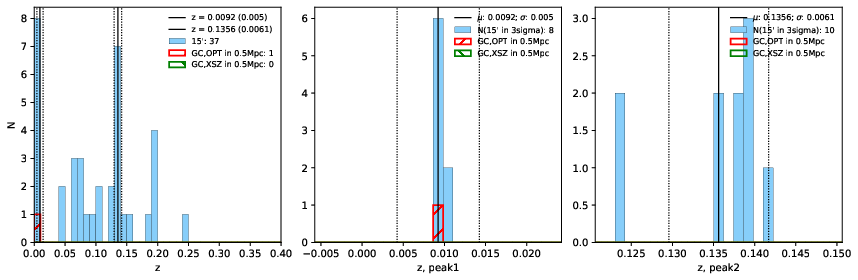 z = 0.0092 (0.005)
z = 0.1356 (0.0061)
15': 37
GC,OPT in 0.5Mpc: 1
GC,XSZ in 0.5Mpc: 0
N
8
7
6
5
4
3
2
1
0
0.00 0.05 0.10 0.15 0.20 0.25 0.30 0.35 0.40
z
μ: 0.0092; σ: 0.005
N(15' in 3sigma): 8
GC,OPT in 0.5Mpc
GC,XSZ in 0.5Mpc
6
5
4
3
2
1
0
−0.005 0.000 0.005 0.010 0.015 0.020
z, peak1
μ: 0.1356; σ: 0.0061
N(15' in 3sigma): 10
GC,OPT in 0.5Mpc
GC,XSZ in 0.5Mpc
3.0
2.5
2.0
1.5
1.0
0.5
0.0
0.125 0.130 0.135 0.140 0.145 0.150
z, peak2